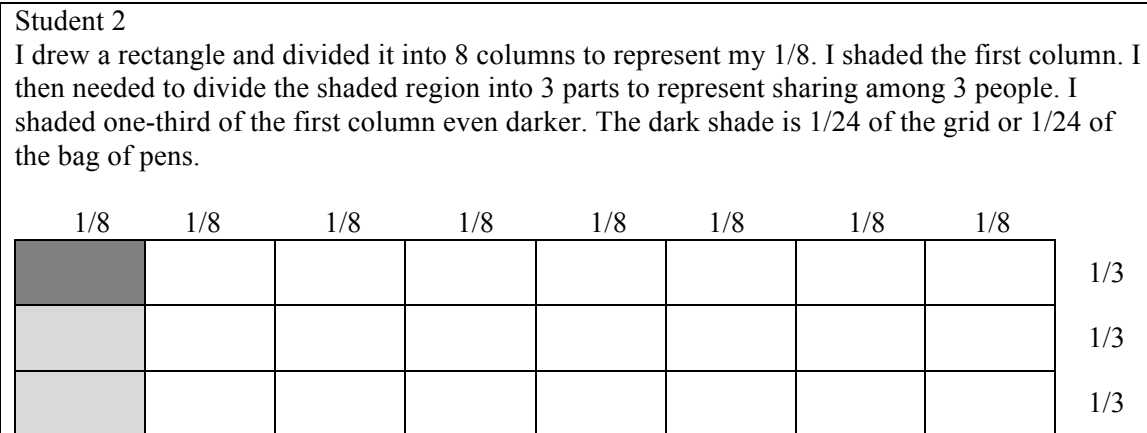 Student 2
I drew a rectangle and divided it into 8 columns to represent my 1/8. I shaded the first column. I
then needed to divide the shaded region into 3 parts to represent sharing among 3 people. I
shaded one-third of the first column even darker. The dark shade is 1/24 of the grid or 1/24 of
the bag of pens.
1/8 1/8 1/8 1/8 1/8 1/8 1/8 1/8
1/3
1/3
1/3